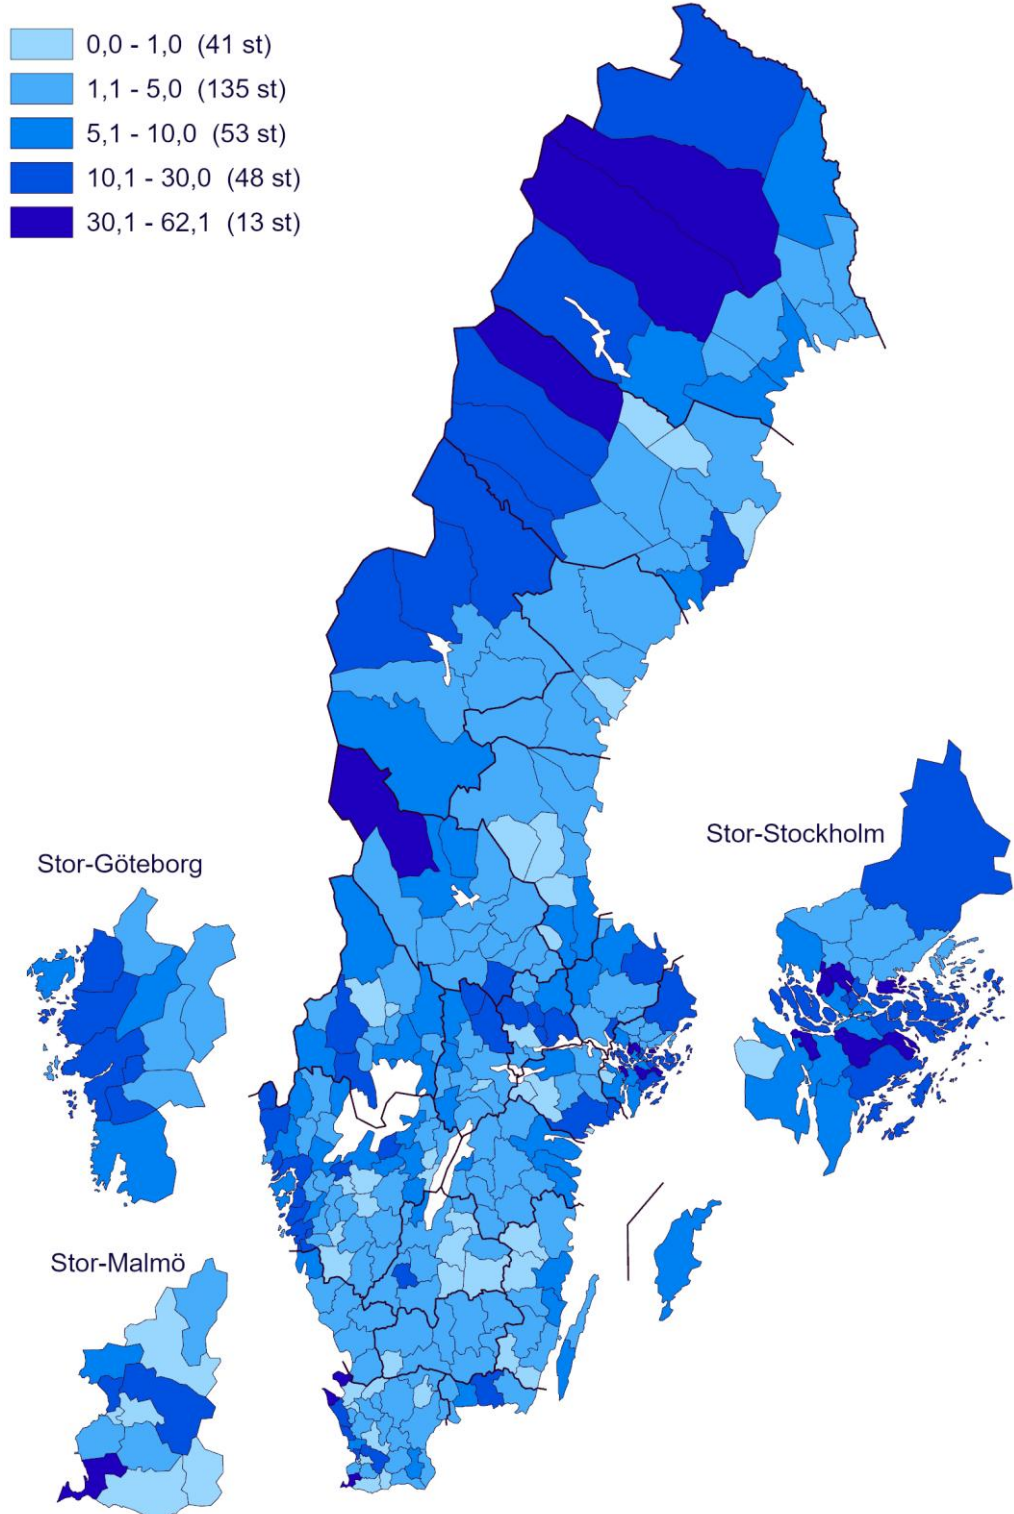 0,0 - 1,0 (41 st)
1,1 - 5,0 (135 st)
5,1 - 10,0 (53 st)
10,1 - 30,0 (48 st)
30,1 - 62,1 (13 st)
Stor-Stockholm
Stor-Göteborg
Stor-Malmö